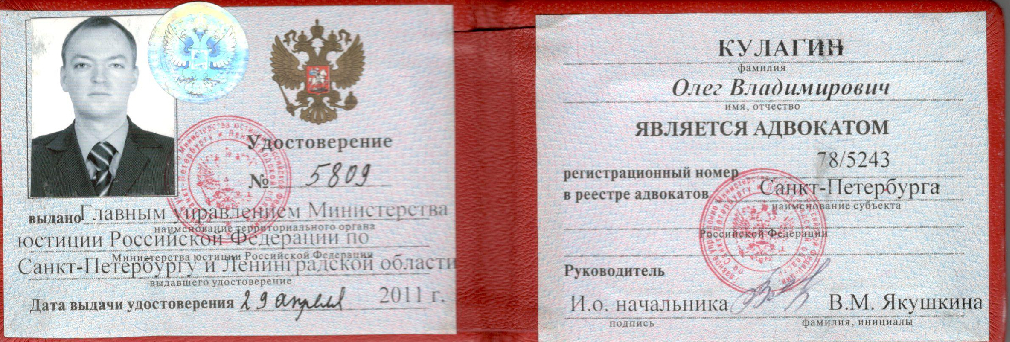 Удостоверение
№ 5809
выдано Главным управлением Министерства
наименование территориального органа
юстиции Российской Федерации по
Министерства юстиции Российской Федерации
Санкт-Петербургу и Ленинградской области
выдавшего удостоверение
Дата выдачи удостоверения 29 апреля 2011 г.
КУЛАГИН
фамилия
Олег Владимирович
имя, отчество
ЯВЛЯЕТСЯ АДВОКАТОМ
регистрационный номер 78/5243
в реестре адвокатов Санкт-Петербурга
наименование субъекта
Российской Федерации
Руководитель
И.о. начальника В.М. Якушкина
подпись фамилия, инициалы